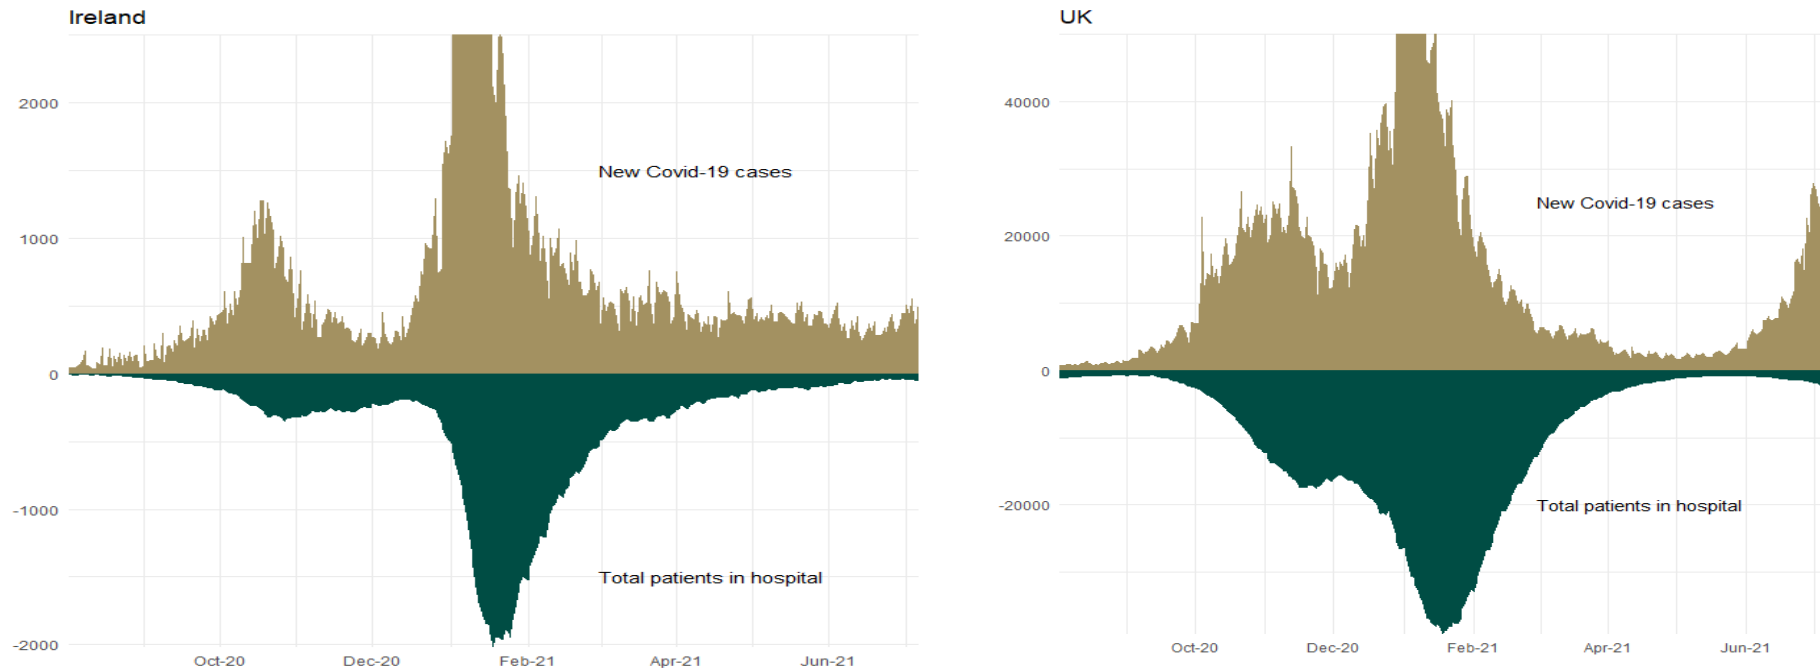 Ireland
2000
1000
0
-1000
-2000
New Covid-19 cases
Total patients in hospital
Oct-20 Dec-20 Feb-21 Apr-21 Jun-21
UK
40000
20000
0
-20000
New Covid-19 cases
Total patients in hospital
Oct-20 Dec-20 Feb-21 Apr-21 Jun-21